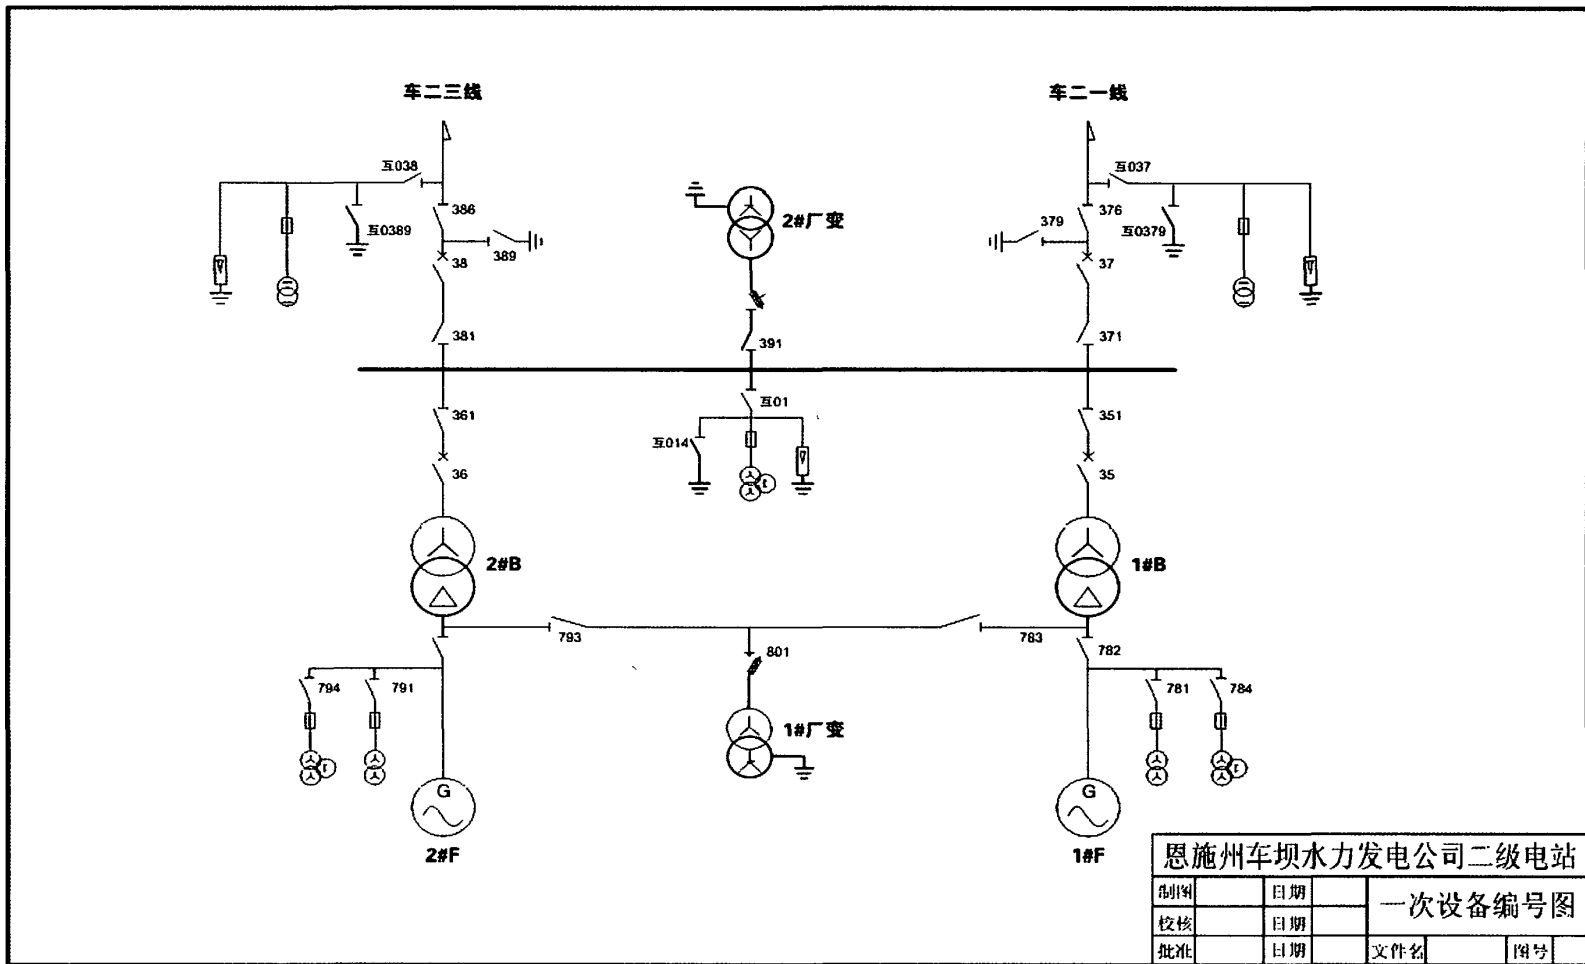 车二三线
车二一线
互038
互037
386
376
互0389
389
379
互0379
2#厂变
38
37
381
391
371
361
互01
351
互014
36
35
2#B
1#B
793
783
801
782
794
791
781
784
1#厂变
G
G
2#F
1#F
恩施州车坝水力发电公司二级电站
制图
日期
一次设备编号图
校核
日期
批准
日期
文件名
图号